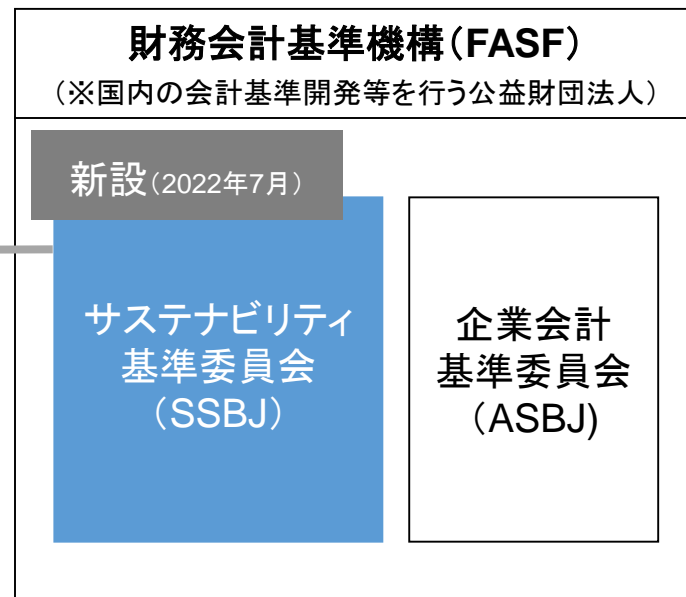 財務会計基準機構（FASF）
（※国内の会計基準開発等を行う公益財団法人）
新設（2022年7月）
サステナビリティ
基準委員会
（SSBJ）
企業会計
基準委員会
（ASBJ)